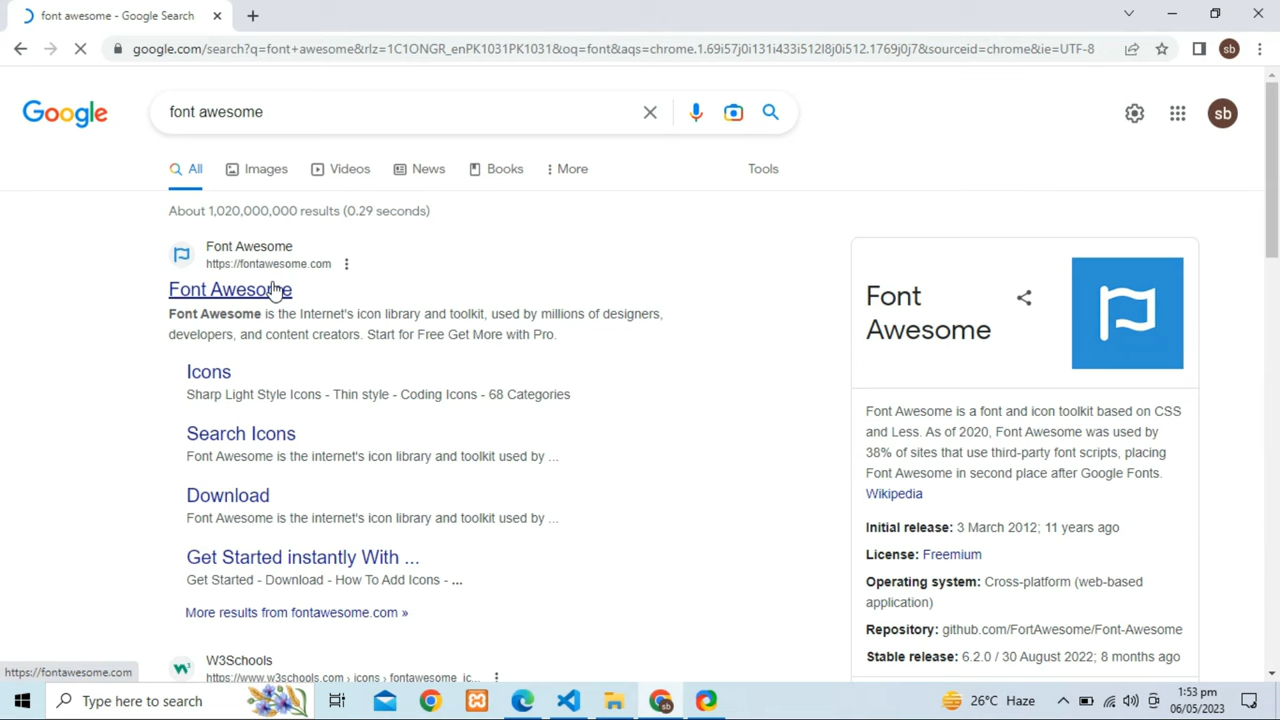 font awesome - Google Search
google.com/search?q=font+awesome&rlz=1C1ONGR_enPK1031PK1031&oq=font&aqs=chrome.1.69i57j0i131i433i512l8j0i512.1769j0j7&sourceid=chrome&ie=UTF-8
sb
Google
font awesome
sb
All
Images
Videos
News
Books
More
Tools
About 1,020,000,000 results (0.29 seconds)
Font Awesome
https://fontawesome.com
Font Awesome
Font Awesome is the Internet's icon library and toolkit, used by millions of designers,
developers, and content creators. Start for Free Get More with Pro.
Icons
Sharp Light Style Icons - Thin style - Coding Icons - 68 Categories
Search Icons
Font Awesome is the internet's icon library and toolkit used by ...
Download
Font Awesome is the internet's icon library and toolkit used by ...
Get Started instantly With ...
Get Started - Download - How To Add Icons - ...
More results from fontawesome.com »
W3Schools
https://www.w3schools.com › icons › fontawesome_ic...
Font
Awesome
Font Awesome is a font and icon toolkit based on CSS
and Less. As of 2020, Font Awesome was used by
38% of sites that use third-party font scripts, placing
Font Awesome in second place after Google Fonts.
Wikipedia
Initial release: 3 March 2012; 11 years ago
License: Freemium
Operating system: Cross-platform (web-based
application)
Repository: github.com/FortAwesome/Font-Awesome
Stable release: 6.2.0 / 30 August 2022; 8 months ago
https://fontawesome.com
Type here to search
sb
26°C Haze
1:53 pm
06/05/2023